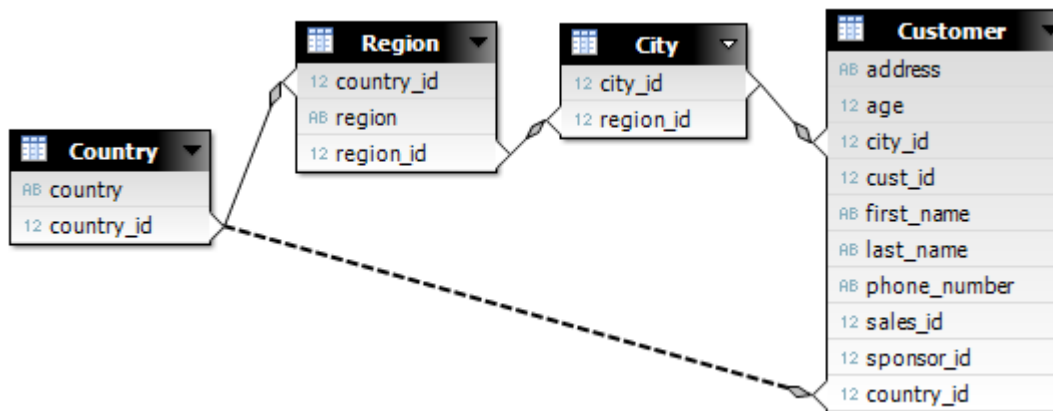 Country
AB country
12 country_id
Region
12 country_id
AB region
12 region_id
City
12 city_id
12 region_id
Customer
AB address
12 age
12 city_id
12 cust_id
AB first_name
AB last_name
AB phone_number
12 sales_id
12 sponsor_id
12 country_id